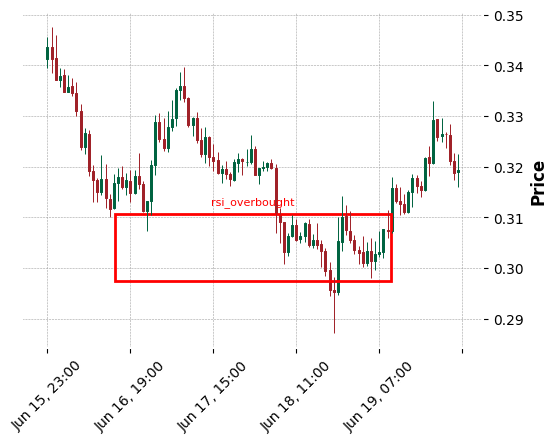 0.35
0.34
0.33
0.32
0.31
0.30
0.29
Price
rsi_overbought
Jun 15, 23:00
Jun 16, 19:00
Jun 17, 15:00
Jun 18, 11:00
Jun 19, 07:00